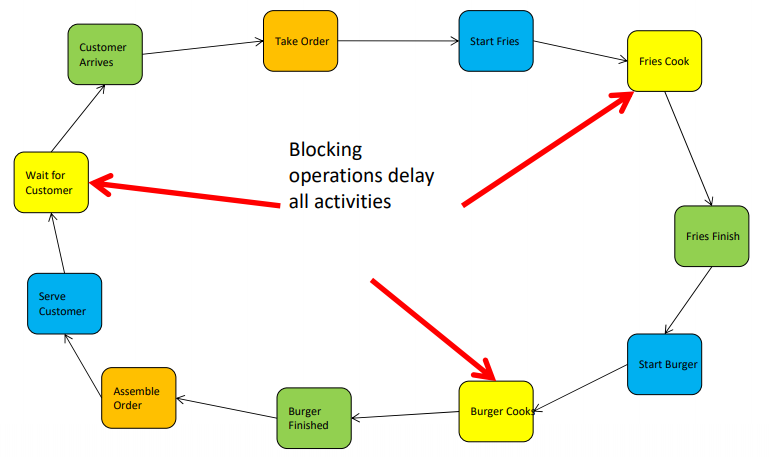 Customer
Arrives
Take Order
Start Fries
Fries Cook
Blocking
operations delay
all activities
Wait for
Customer
Fries Finish
Serve
Customer
Start Burger
Assemble
Order
Burger
Finished
Burger Cooks